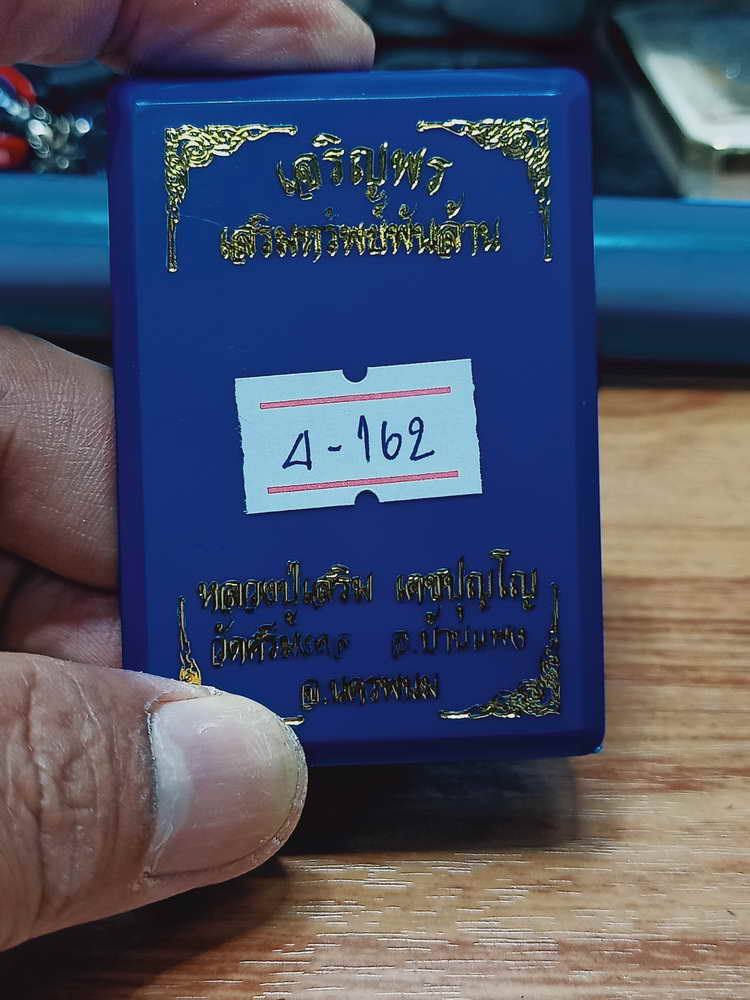 เจริญพร
เสริมทรัพย์พันล้าน
-162
หลวงปู่เสริม เตชปุญโญ
วัดศรีมงคล อ.บ้านแพง
จ.นครพนม